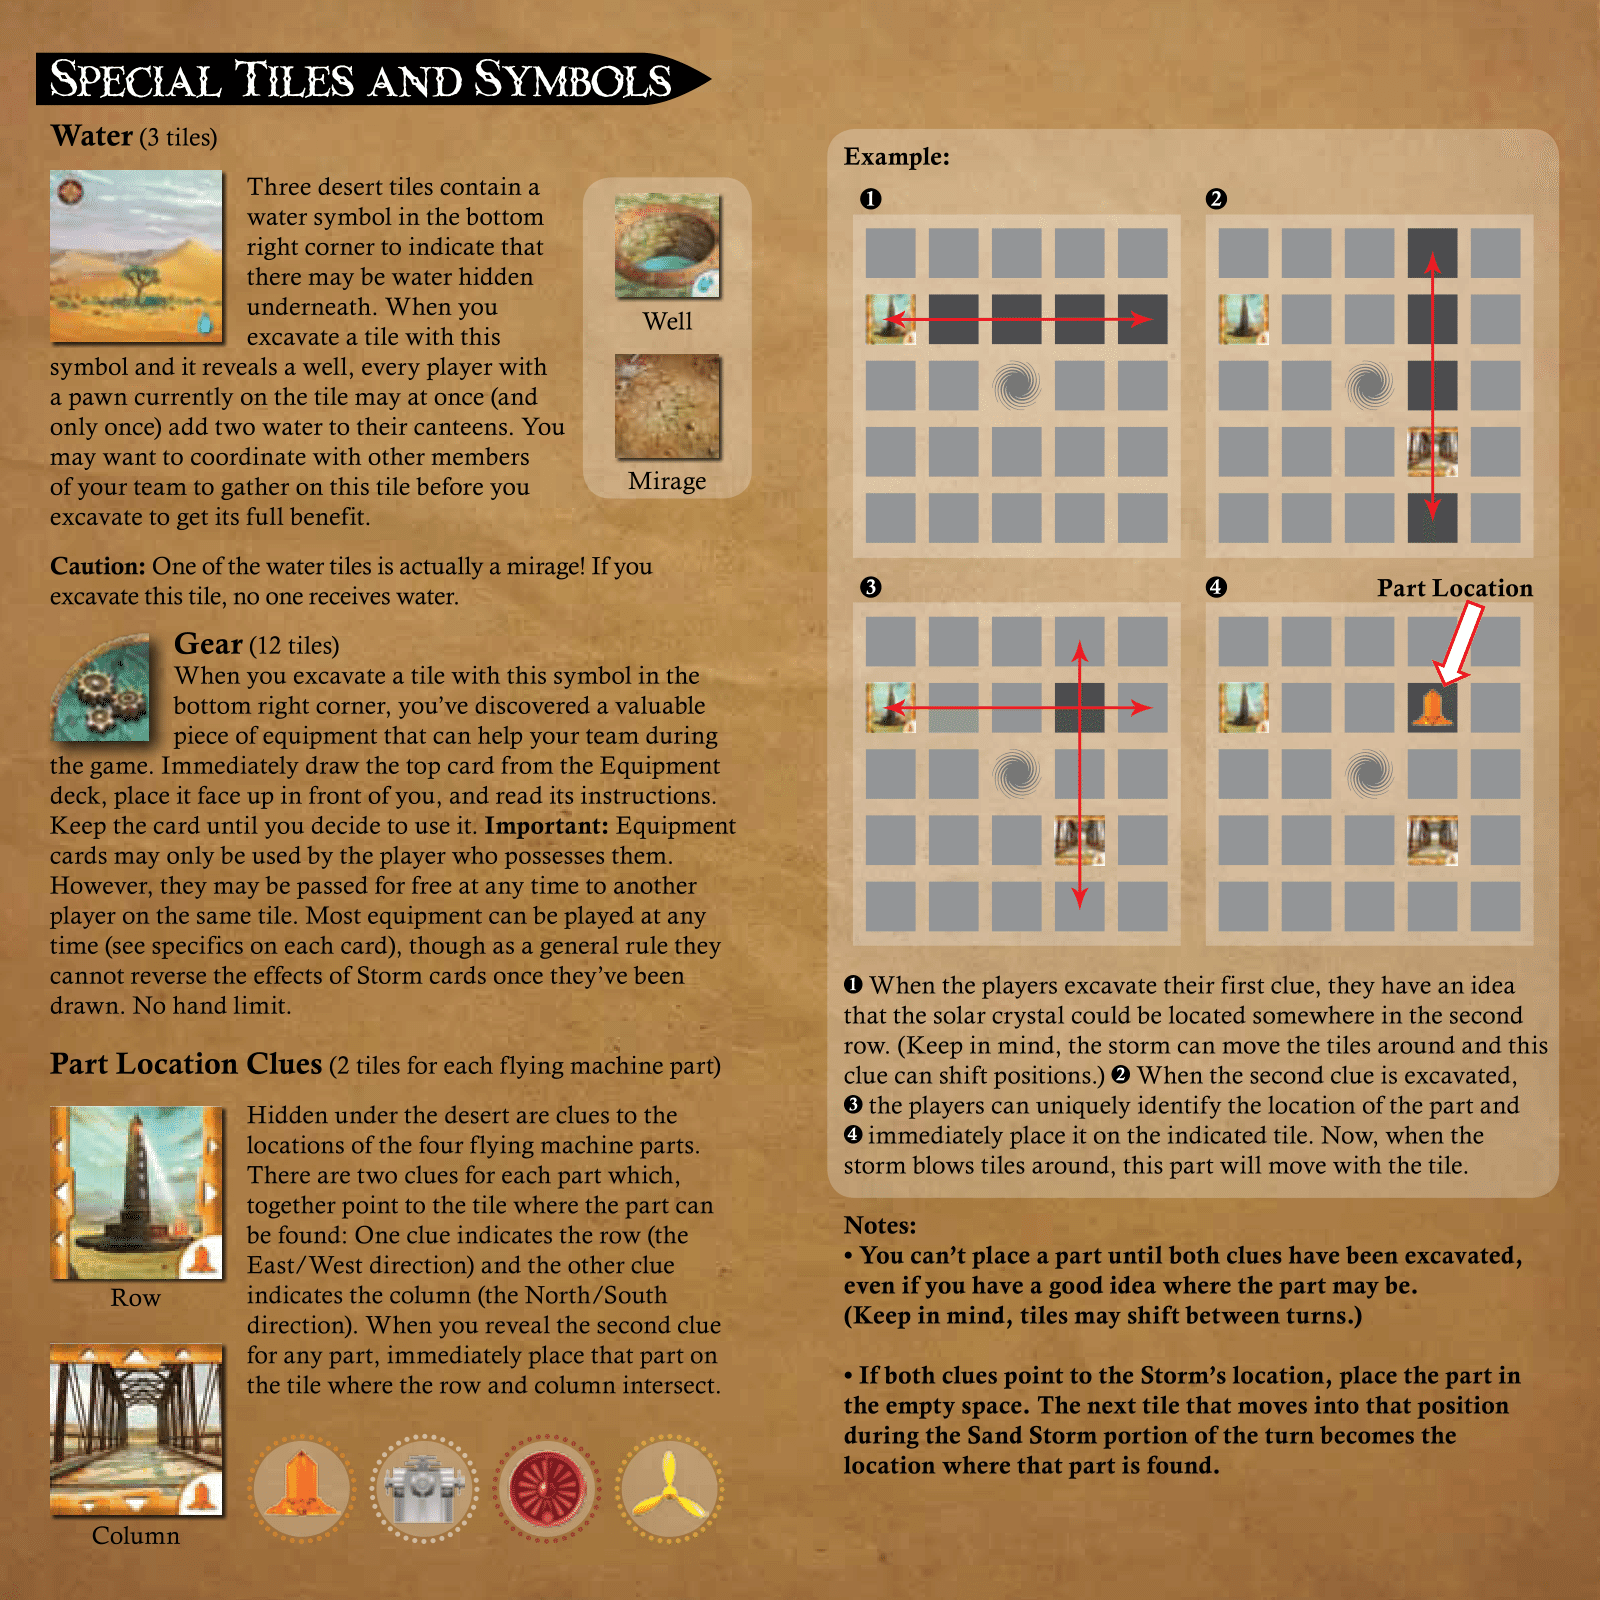 Special Tiles and Symbols
Water (3 tiles)
Three desert tiles contain a
water symbol in the bottom
right corner to indicate that
there may be water hidden
underneath. When you
excavate a tile with this
symbol and it reveals a well, every player with
a pawn currently on the tile may at once (and
only once) add two water to their canteens. You
may want to coordinate with other members
of your team to gather on this tile before you
excavate to get its full benefit.
Well
Mirage
Caution: One of the water tiles is actually a mirage! If you
excavate this tile, no one receives water.
Gear (12 tiles)
When you excavate a tile with this symbol in the
bottom right corner, you've discovered a valuable
piece of equipment that can help your team during
the game. Immediately draw the top card from the Equipment
deck, place it face up in front of you, and read its instructions.
Keep the card until you decide to use it. Important: Equipment
cards may only be used by the player who possesses them.
However, they may be passed for free at any time to another
player on the same tile. Most equipment can be played at any
time (see specifics on each card), though as a general rule they
cannot reverse the effects of Storm cards once they've been
drawn. No hand limit.
Part Location Clues (2 tiles for each flying machine part)
Hidden under the desert are clues to the
locations of the four flying machine parts.
There are two clues for each part which,
together point to the tile where the part can
be found: One clue indicates the row (the
East/West direction) and the other clue
indicates the column (the North/South
direction). When you reveal the second clue
for any part, immediately place that part on
the tile where the row and column intersect.
Row
Column
Example:
1
2
3
4
Part Location
1 When the players excavate their first clue, they have an idea
that the solar crystal could be located somewhere in the second
row. (Keep in mind, the storm can move the tiles around and this
clue can shift positions.) 2 When the second clue is excavated,
3 the players can uniquely identify the location of the part and
4 immediately place it on the indicated tile. Now, when the
storm blows tiles around, this part will move with the tile.
Notes:
• You can't place a part until both clues have been excavated,
even if you have a good idea where the part may be.
(Keep in mind, tiles may shift between turns.)
• If both clues point to the Storm's location, place the part in
the empty space. The next tile that moves into that position
during the Sand Storm portion of the turn becomes the
location where that part is found.